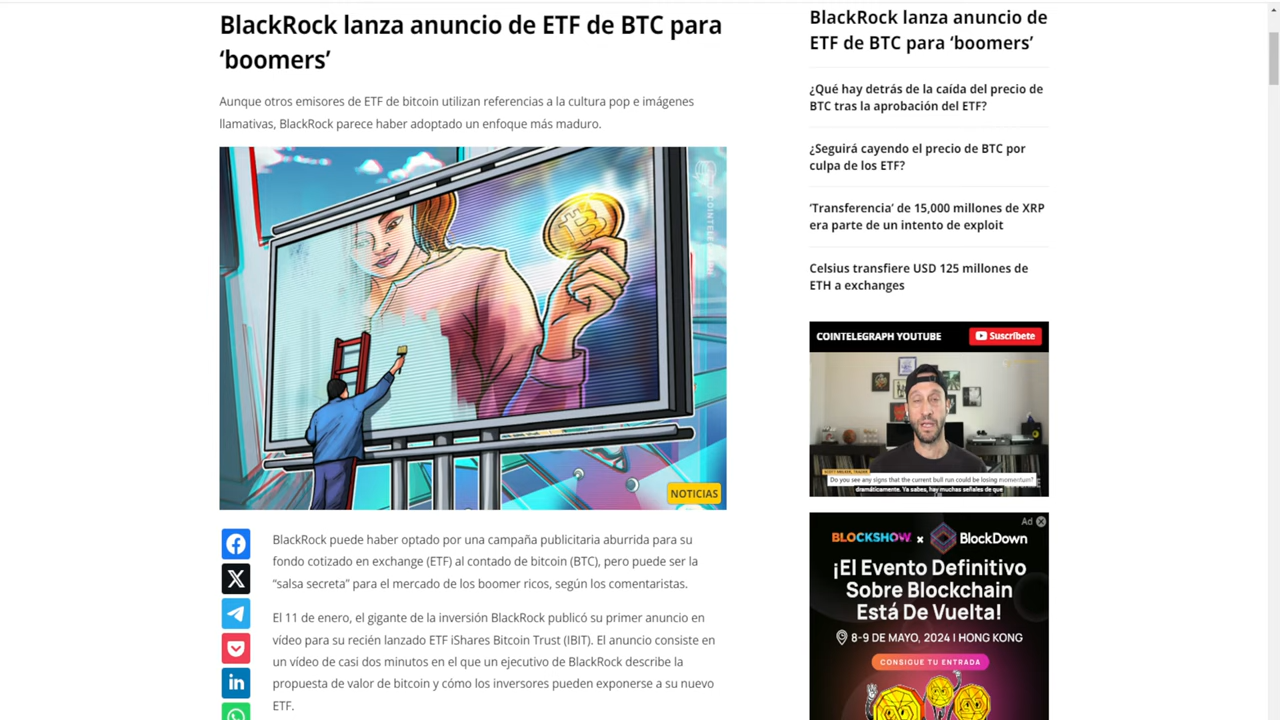 BlackRock lanza anuncio de ETF de BTC para
‘boomers’
Aunque otros emisores de ETF de bitcoin utilizan referencias a la cultura pop e imágenes
llamativas, BlackRock parece haber adoptado un enfoque más maduro.
COINTELEGRAPH
NOTICIAS
BlackRock puede haber optado por una campaña publicitaria aburrida para su
fondo cotizado en exchange (ETF) al contado de bitcoin (BTC), pero puede ser la
“salsa secreta” para el mercado de los boomer ricos, según los comentaristas.
El 11 de enero, el gigante de la inversión BlackRock publicó su primer anuncio en
vídeo para su recién lanzado ETF iShares Bitcoin Trust (IBIT). El anuncio consiste en
un vídeo de casi dos minutos en el que un ejecutivo de BlackRock describe la
propuesta de valor de bitcoin y cómo los inversores pueden exponerse a su nuevo
ETF.
BlackRock lanza anuncio de
ETF de BTC para ‘boomers’
¿Qué hay detrás de la caída del precio de
BTC tras la aprobación del ETF?
¿Seguirá cayendo el precio de BTC por
culpa de los ETF?
‘Transferencia’ de 15,000 millones de XRP
era parte de un intento de exploit
Celsius transfiere USD 125 millones de
ETH a exchanges
COINTELEGRAPH YOUTUBE
Suscríbete
Do you see any signs that the current bull run could be losing momentum?
dramáticamente. Ya sabes, hay muchas señales de que
Ad
BLOCKSHOW x BlockDown
¡El Evento Definitivo
Sobre Blockchain
Está De Vuelta!
8-9 DE MAYO, 2024 I HONG KONG
CONSIGUE TU ENTRADA